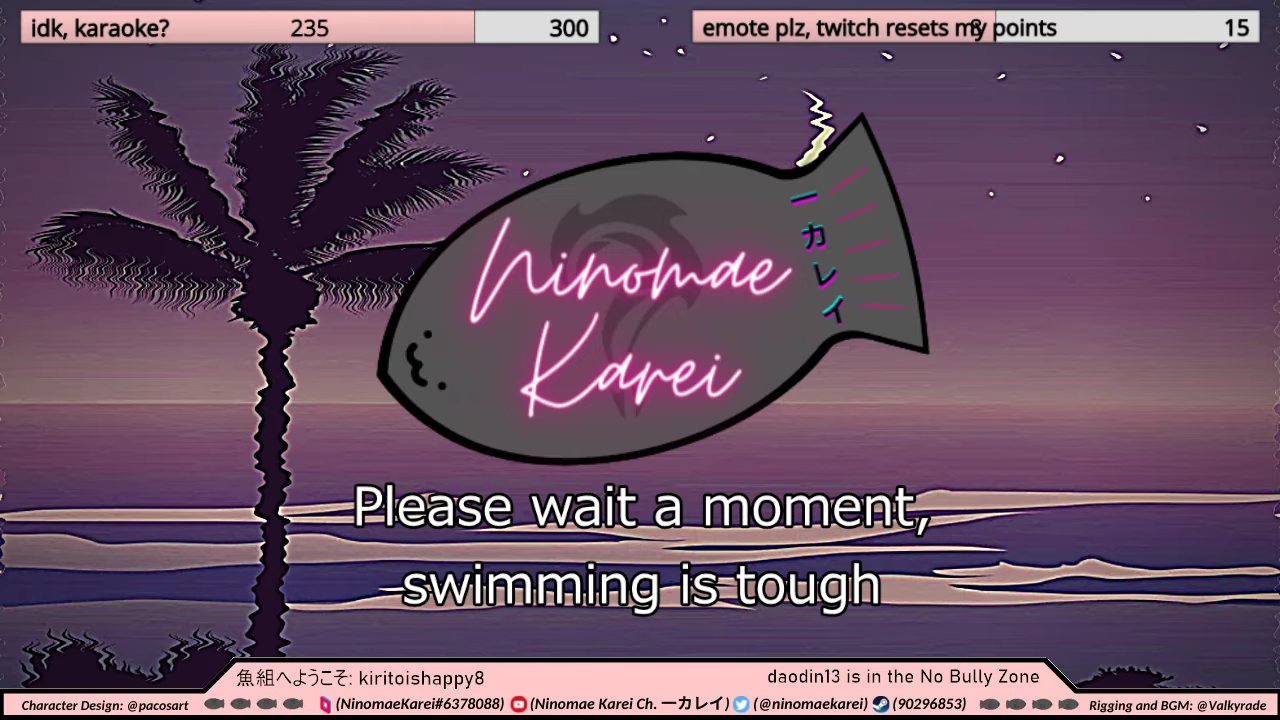 idk, karaoke? 235 300
emote plz, twitch resets my points 8 15
Ninomae
Karei
一カレイ
Please wait a moment,
swimming is tough
魚組へようこそ: kiritoishappy8
daodin13 is in the No Bully Zone
Character Design: @pacosart
(NinomaeKarei#6378088)
(Ninomae Karei Ch. 一カレイ)
(@ninomaekarei)
(90296853)
Rigging and BGM: @Valkyrade